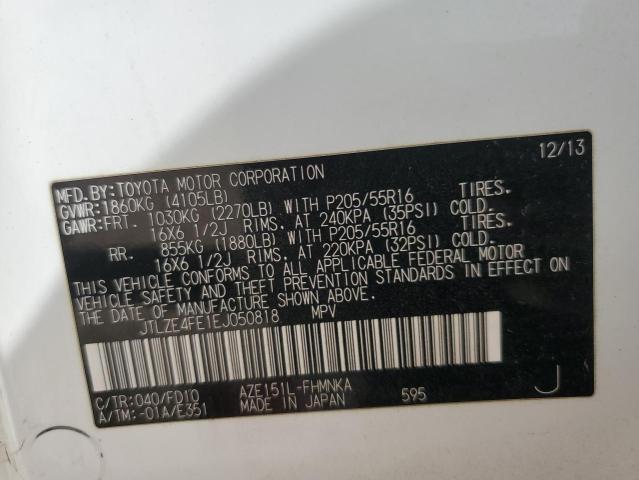 12/13
MFD.BY:TOYOTA MOTOR CORPORATION
GVWR:1860KG (4105LB)
GAWR:FRT. 1030KG (2270LB) WITH P205/55R16 TIRES.
16X6 1/2J RIMS. AT 240KPA (35PSI) COLD.
RR. 855KG (1880LB) WITH P205/55R16 TIRES.
16X6 1/2J RIMS. AT 220KPA (32PSI) COLD.
THIS VEHICLE CONFORMS TO ALL APPLICABLE FEDERAL MOTOR
VEHICLE SAFETY AND THEFT PREVENTION STANDARDS IN EFFECT ON
THE DATE OF MANUFACTURE SHOWN ABOVE.
JTLZE4FE1EJ050818 MPV
C/TR:040/FD10 AZE151L-FHMNKA
A/TM:-01A/E351 MADE IN JAPAN 595 J